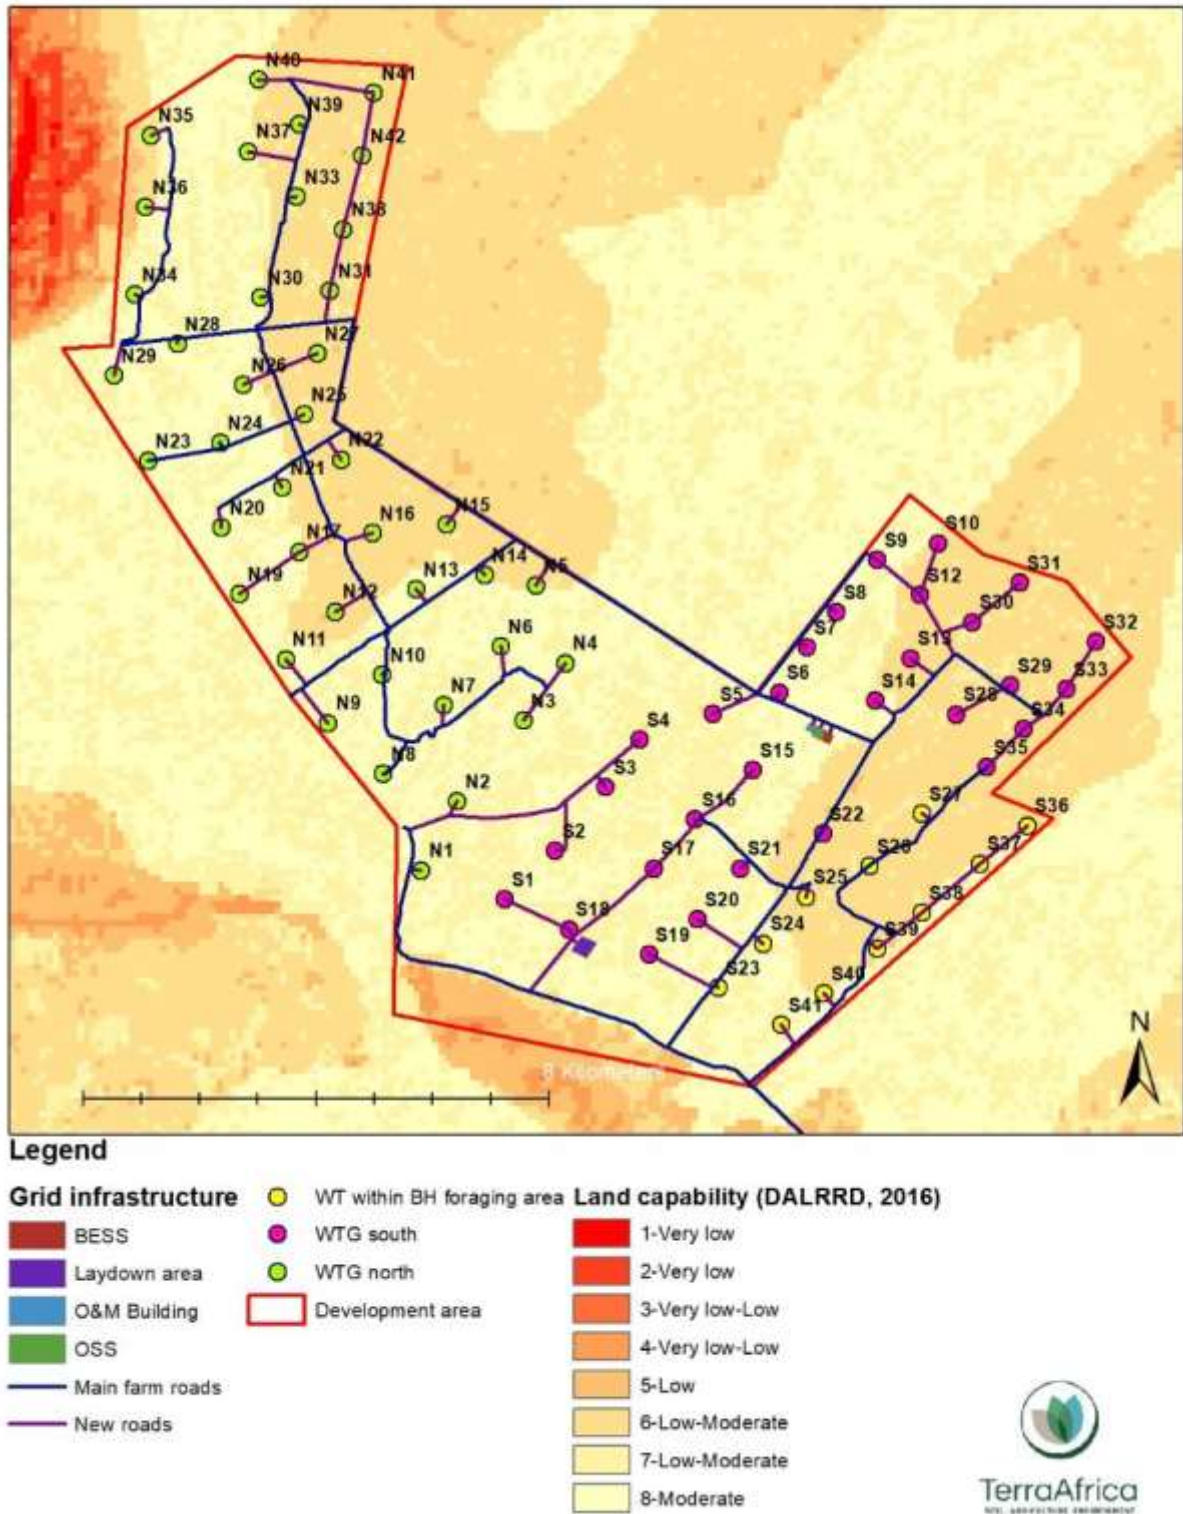 N40
N41
N39
N35
N37
N42
N36
N33
N38
N34
N30
N31
N28
N27
N29
N26
N25
N24
N23
N22
N21
N20
N15
N16
N17
N14
N5
N19
N13
N12
N11
N6
N4
N10
N7
N3
N9
N8
N2
N1
S10
S9
S31
S12
S8
S30
S7
S32
S13
S6
S29
S33
S5
S14
S28
S34
S4
S15
S35
S3
S16
S27
S36
S2
S22
S17
S21
S26
S37
S1
S25
S38
S18
S20
S24
S39
S19
S23
S40
S41
N
8 Kilometers
Legend
Grid infrastructure
BESS
Laydown area
O&M Building
OSS
Main farm roads
New roads
WT within BH foraging area
WTG south
WTG north
Development area
Land capability (DALRRD, 2016)
1-Very low
2-Very low
3-Very low-Low
4-Very low-Low
5-Low
6-Low-Moderate
7-Low-Moderate
8-Moderate
TerraAfrica